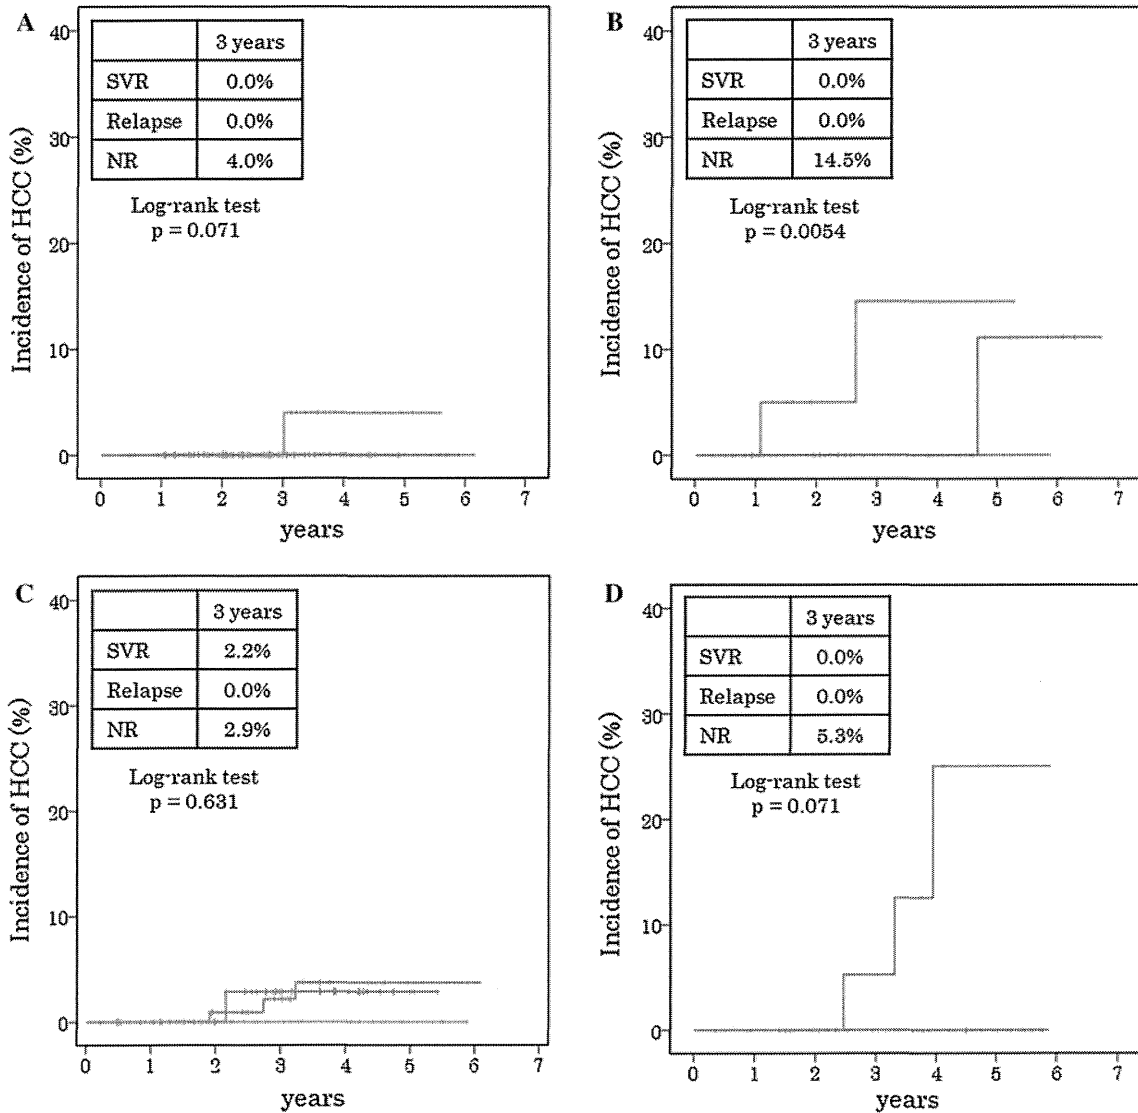 A
3 years
SVR 0.0%
Relapse 0.0%
NR 4.0%
Log-rank test
p = 0.071
Incidence of HCC (%)
40
30
20
10
0
0 1 2 3 4 5 6 7
years
B
3 years
SVR 0.0%
Relapse 0.0%
NR 14.5%
Log-rank test
p = 0.0054
Incidence of HCC (%)
40
30
20
10
0
0 1 2 3 4 5 6 7
years
C
3 years
SVR 2.2%
Relapse 0.0%
NR 2.9%
Log-rank test
p = 0.631
Incidence of HCC (%)
40
30
20
10
0
0 1 2 3 4 5 6 7
years
D
3 years
SVR 0.0%
Relapse 0.0%
NR 5.3%
Log-rank test
p = 0.071
Incidence of HCC (%)
40
30
20
10
0
0 1 2 3 4 5 6 7
years